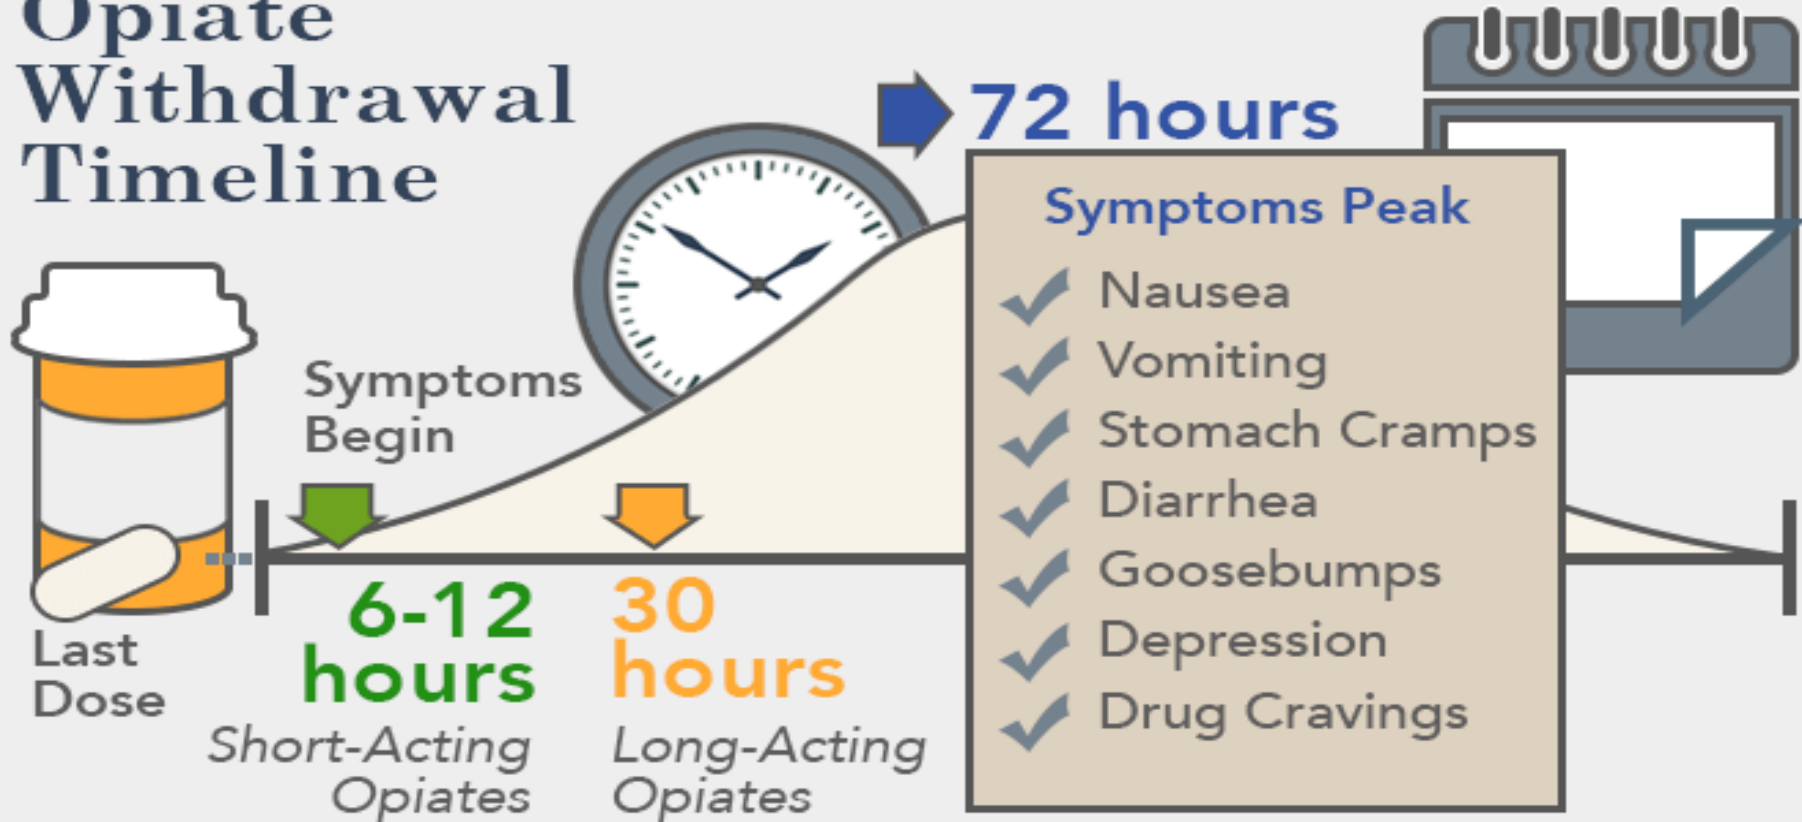 Opiate
Withdrawal
Timeline
72 hours
Symptoms Peak
Nausea
Vomiting
Stomach Cramps
Diarrhea
Goosebumps
Depression
Drug Cravings
Symptoms
Begin
6-12
hours
Short-Acting
Opiates
30
hours
Long-Acting
Opiates
Last
Dose